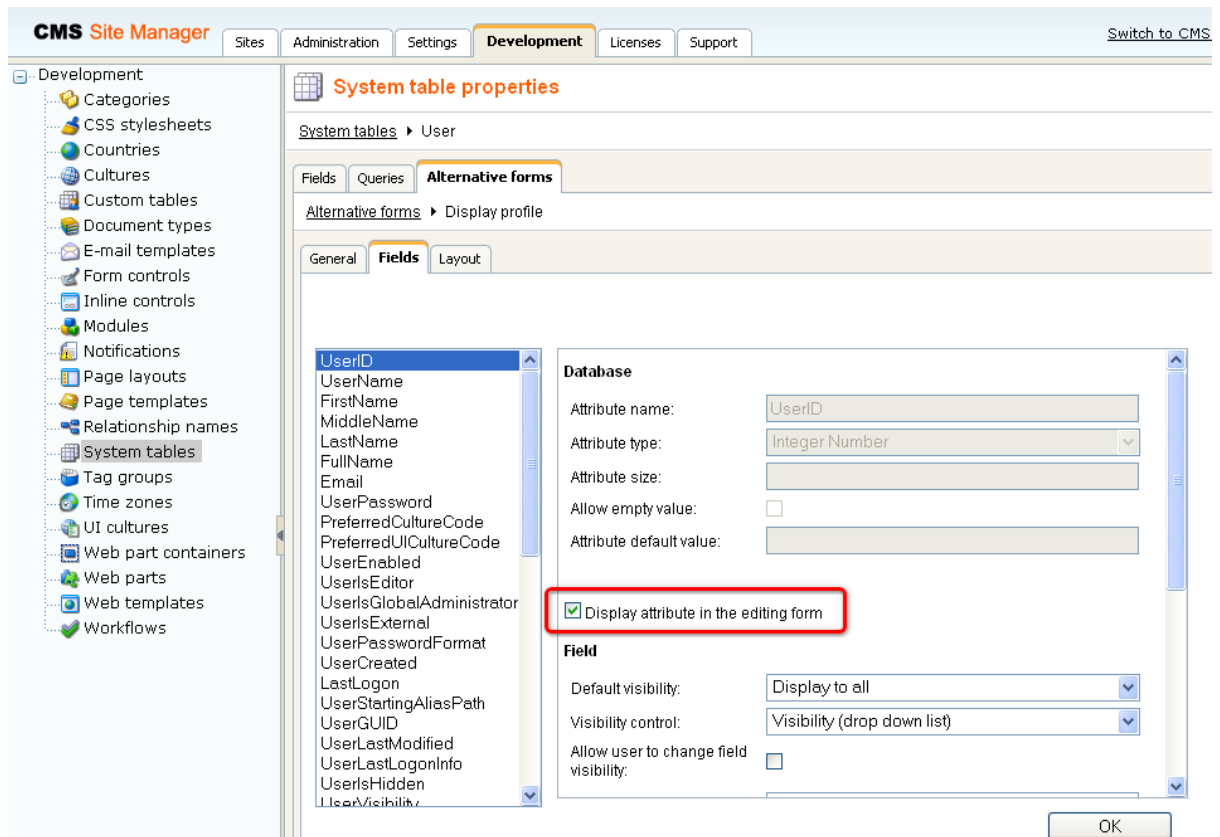 CMS Site Manager
Sites
Administration
Settings
Development
Licenses
Support
Switch to CMS
Development
Categories
CSS stylesheets
Countries
Cultures
Custom tables
Document types
E-mail templates
Form controls
Inline controls
Modules
Notifications
Page layouts
Page templates
Relationship names
System tables
Tag groups
Time zones
UI cultures
Web part containers
Web parts
Web templates
Workflows
System table properties
System tables
User
Fields
Queries
Alternative forms
Alternative forms
Display profile
General
Fields
Layout
UserID
UserName
FirstName
MiddleName
LastName
FullName
Email
UserPassword
PreferredCultureCode
PreferredUICultureCode
UserEnabled
UserIsEditor
UserIsGlobalAdministrator
UserIsExternal
UserPasswordFormat
UserCreated
LastLogon
UserStartingAliasPath
UserGUID
UserLastModified
UserLastLogonInfo
UserIsHidden
UserVisibility
Database
Attribute name:
UserID
Attribute type:
Integer Number
Attribute size:
Allow empty value:
Attribute default value:
Display attribute in the editing form
Field
Default visibility:
Display to all
Visibility control:
Visibility (drop down list)
Allow user to change field
visibility:
OK